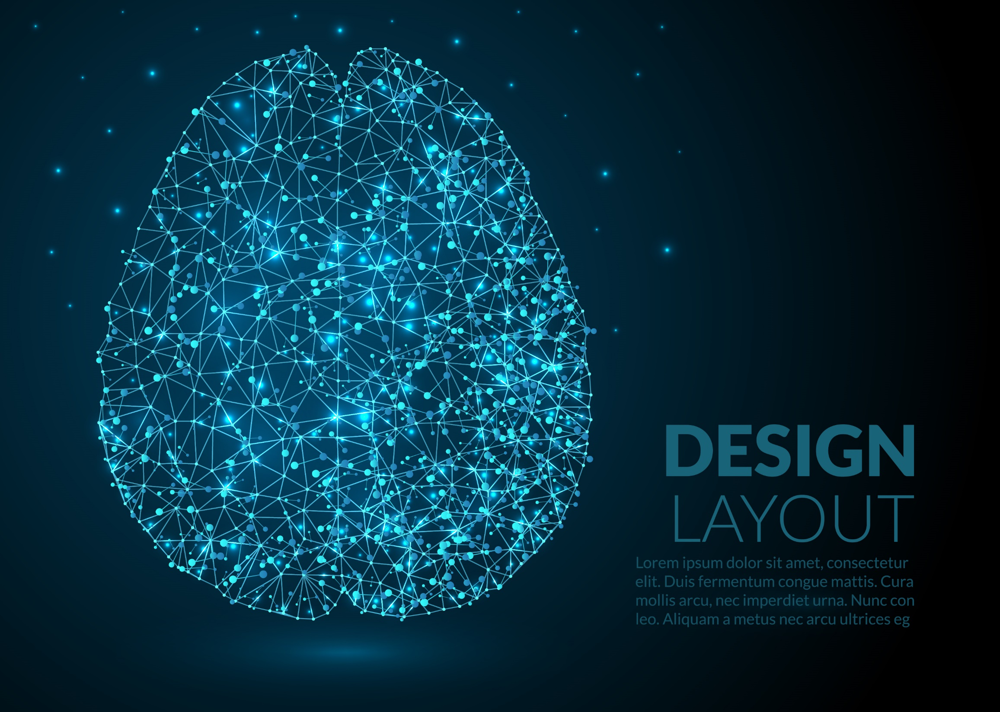 DESIGN
LAYOUT
Lorem ipsum dolor sit amet, consectetur
elit. Duis fermentum congue mattis. Cura
mollis arcu, nec imperdiet urna. Nunc con
leo. Aliquam a metus nec arcu ultrices eg